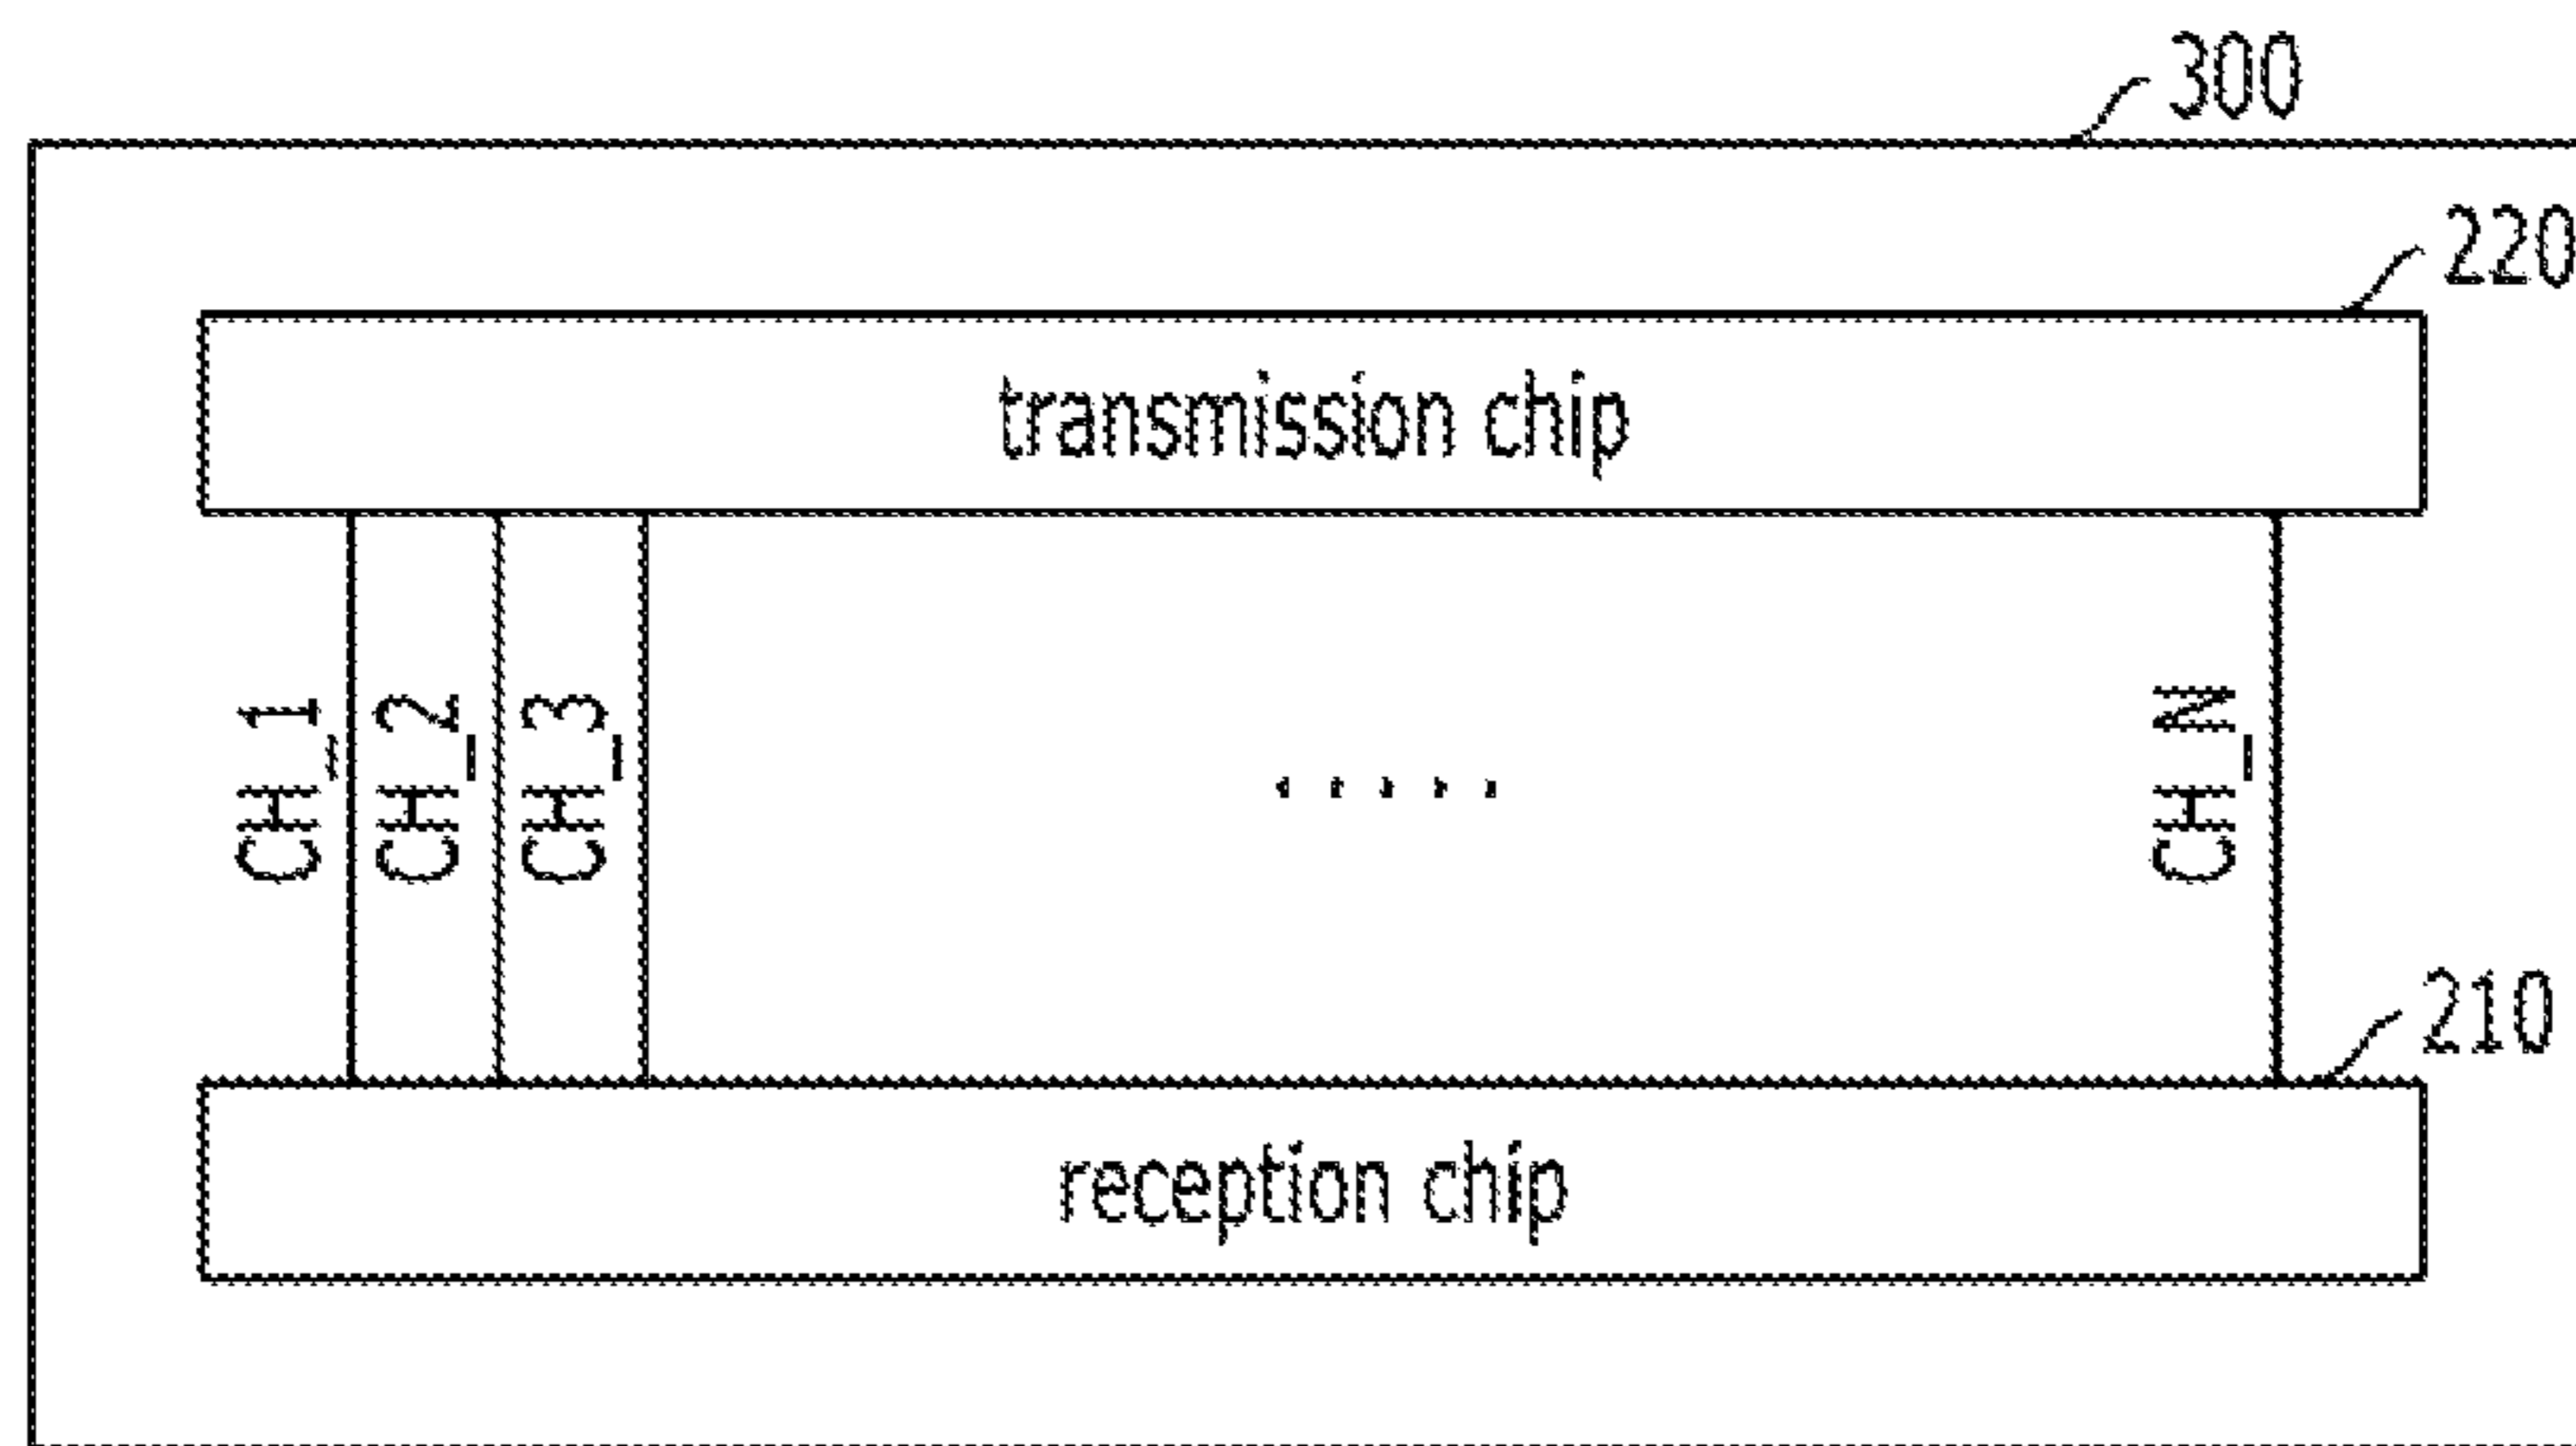 300
220
transmission chip
CH_1
CH_2
CH_3
.....
CH_N
210
reception chip